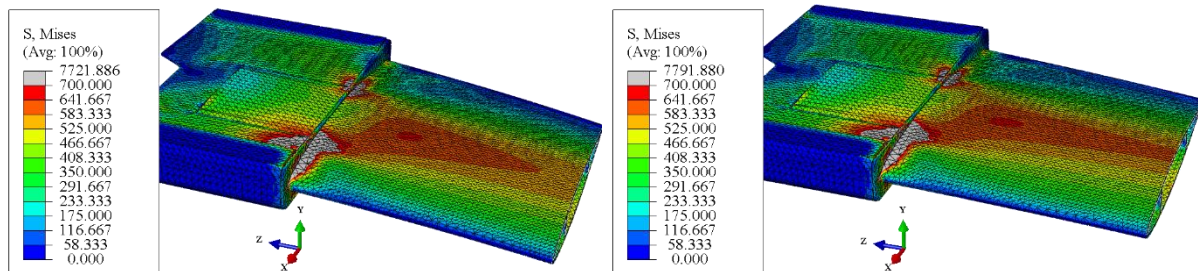 S, Mises
(Avg: 100%)
7721.886
700.000
641.667
583.333
525.000
466.667
408.333
350.000
291.667
233.333
175.000
116.667
58.333
0.000
Y
Z
X
S, Mises
(Avg: 100%)
7791.880
700.000
641.667
583.333
525.000
466.667
408.333
350.000
291.667
233.333
175.000
116.667
58.333
0.000
Y
Z
X